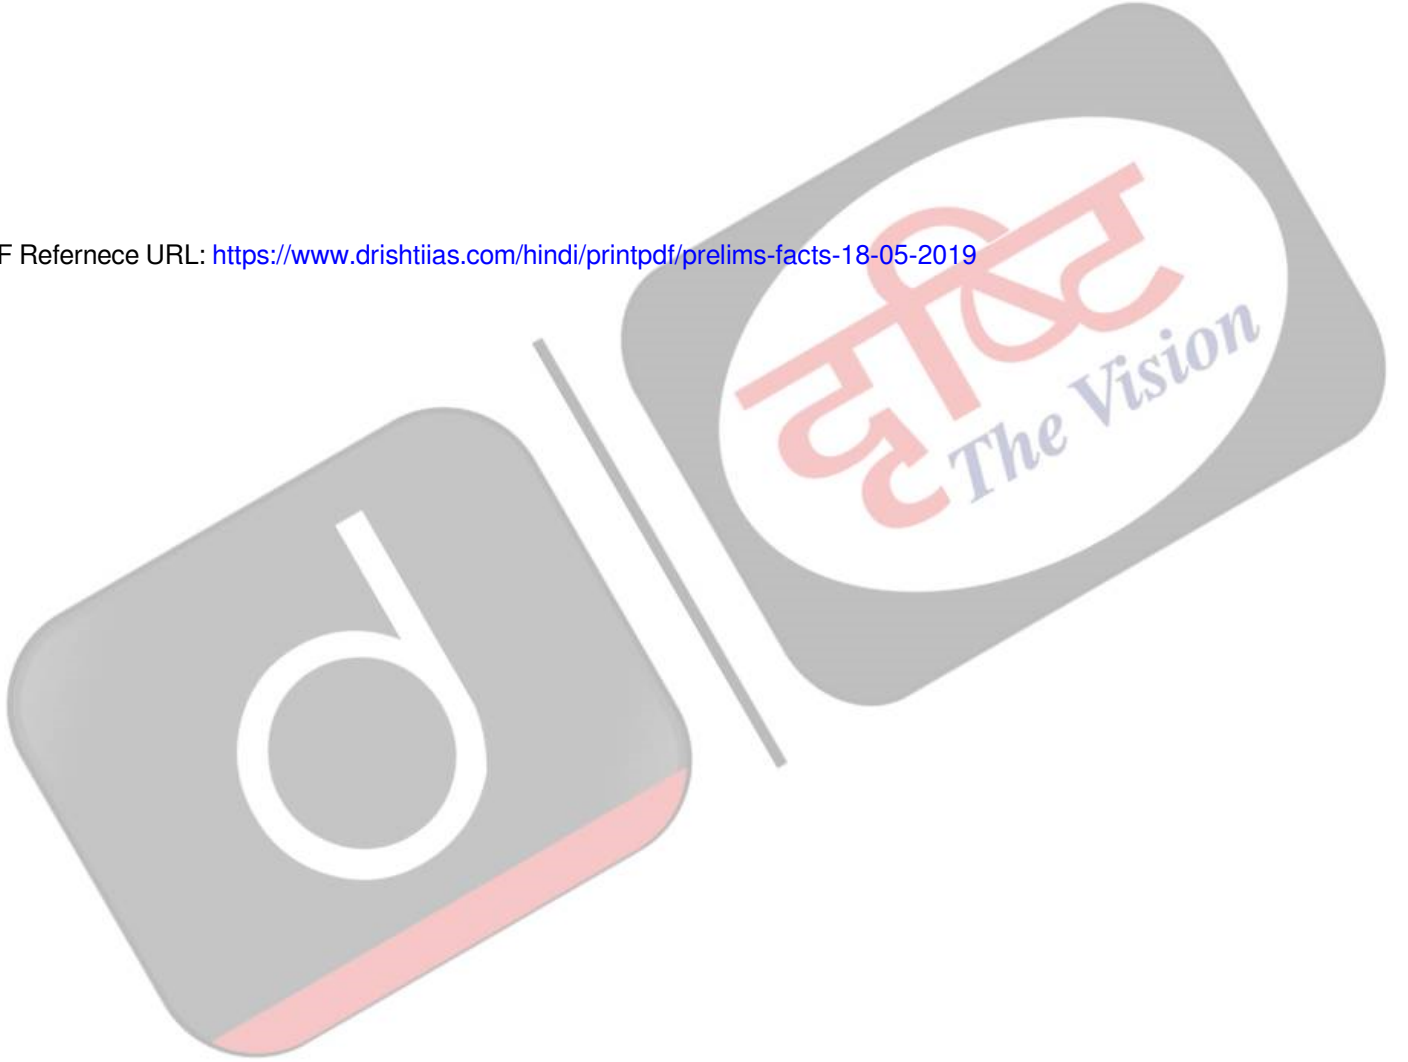 F Refernece URL: https://www.drishtiias.com/hindi/printpdf/prelims-facts-18-05-2019
दृष्टि
The Vision
d